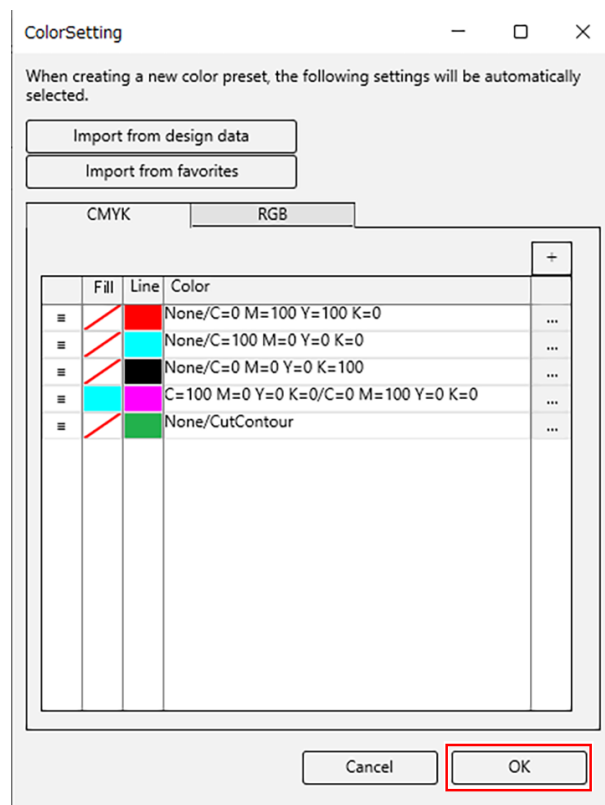 ColorSetting
When creating a new color preset, the following settings will be automatically
selected.
Import from design data
Import from favorites
CMYK RGB
+
Fill Line Color
≡ None/C=0 M=100 Y=100 K=0 ...
≡ None/C=100 M=0 Y=0 K=0 ...
≡ None/C=0 M=0 Y=0 K=100 ...
≡ C=100 M=0 Y=0 K=0/C=0 M=100 Y=0 K=0 ...
≡ None/CutContour ...
Cancel OK